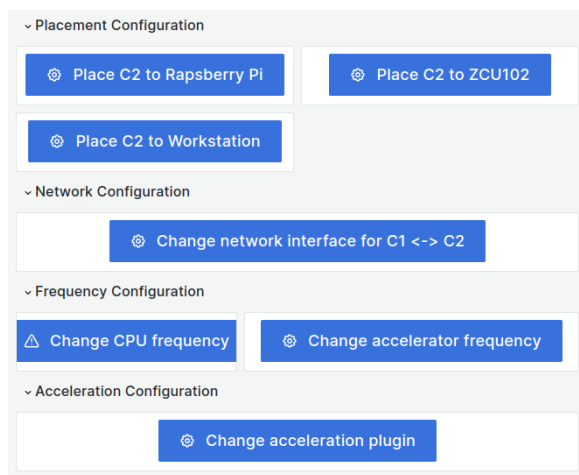 Placement Configuration
Place C2 to Rapsberry Pi
Place C2 to ZCU102
Place C2 to Workstation
Network Configuration
Change network interface for C1 <-> C2
Frequency Configuration
Change CPU frequency
Change accelerator frequency
Acceleration Configuration
Change acceleration plugin